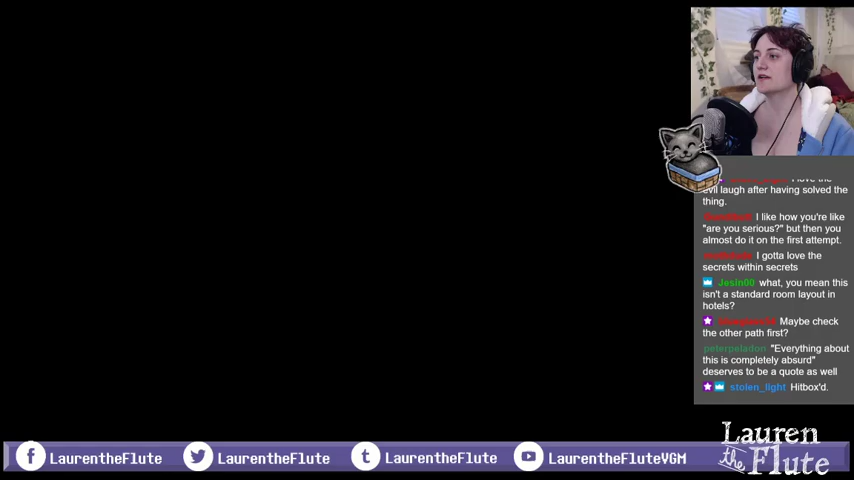 I love the
evil laugh after having solved the
thing.
I like how you're like
"are you serious?" but then you
almost do it on the first attempt.
I gotta love the
secrets within secrets
Jesin00 what, you mean this
isn't a standard room layout in
hotels?
Maybe check
the other path first?
peterpeladon "Everything about
this is completely absurd"
deserves to be a quote as well
stolen_light Hitbox'd.
Lauren
the Flute
LaurentheFlute
LaurentheFlute
LaurentheFlute
LaurentheFluteVGM